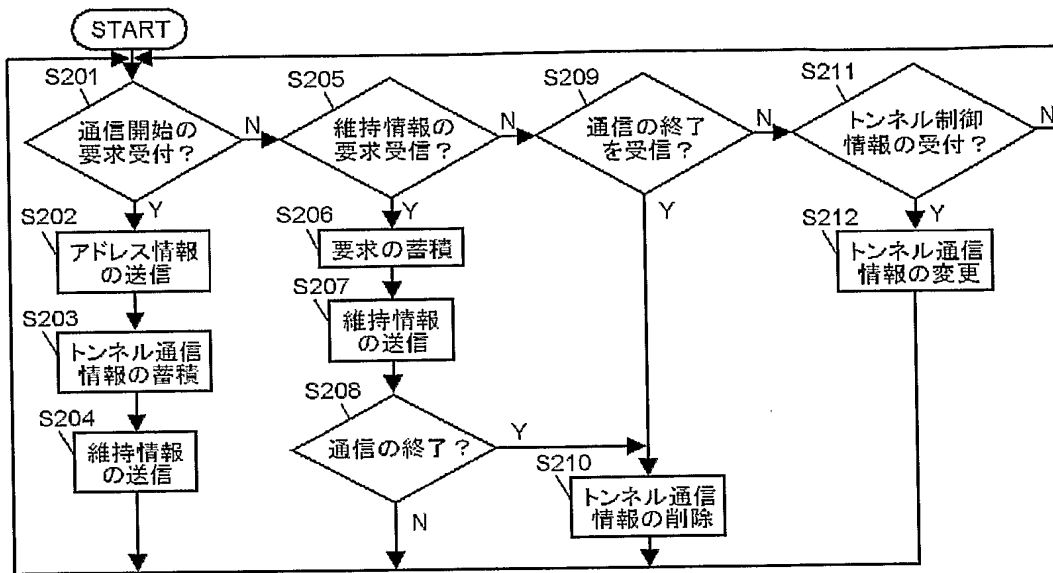 START
S201
通信開始の
要求受付？
N
Y
S202
アドレス情報
の送信
S203
トンネル通信
情報の蓄積
S204
維持情報
の送信
S205
維持情報の
要求受信？
N
Y
S206
要求の蓄積
S207
維持情報
の送信
S208
通信の終了？
Y
N
S209
通信の終了
を受信？
N
Y
S210
トンネル通信
情報の削除
S211
トンネル制御
情報の受付？
N
Y
S212
トンネル通信
情報の変更